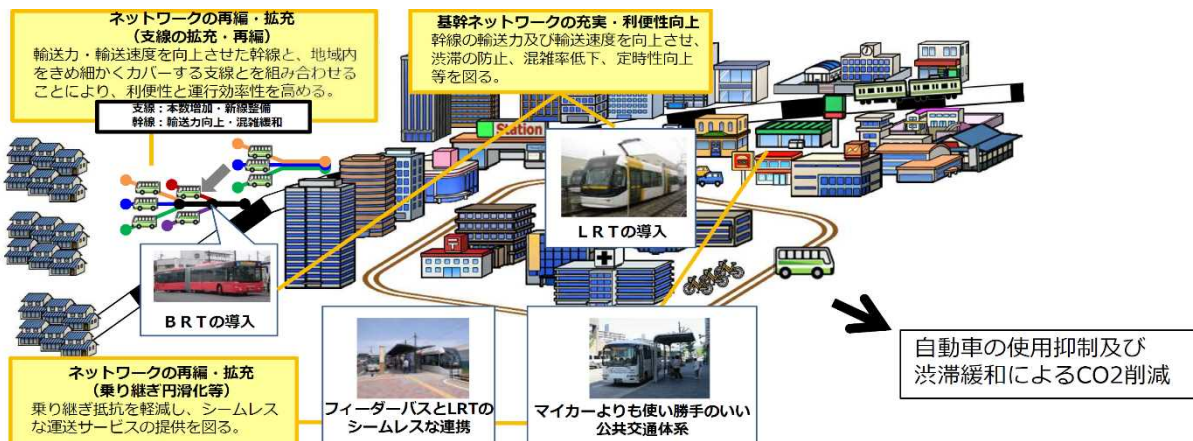 ネットワークの再編・拡充
(支線の拡充・再編)
輸送力・輸送速度を向上させた幹線と、地域内
をきめ細かくカバーする支線とを組み合わせる
ことにより、利便性と運行効率性を高める。
支線:本数増加・新線整備
幹線:輸送力向上・混雑緩和
基幹ネットワークの充実・利便性向上
幹線の輸送力及び輸送速度を向上させ、
渋滞の防止、混雑率低下、定時性向上
等を図る。
Station
LRTの導入
BRTの導入
ネットワークの再編・拡充
(乗り継ぎ円滑化等)
乗り継ぎ抵抗を軽減し、シームレス
な運送サービスの提供を図る。
フィーダーバスとLRTの
シームレスな連携
マイカーよりも使い勝手のいい
公共交通体系
自動車の使用抑制及び
渋滞緩和によるCO2削減